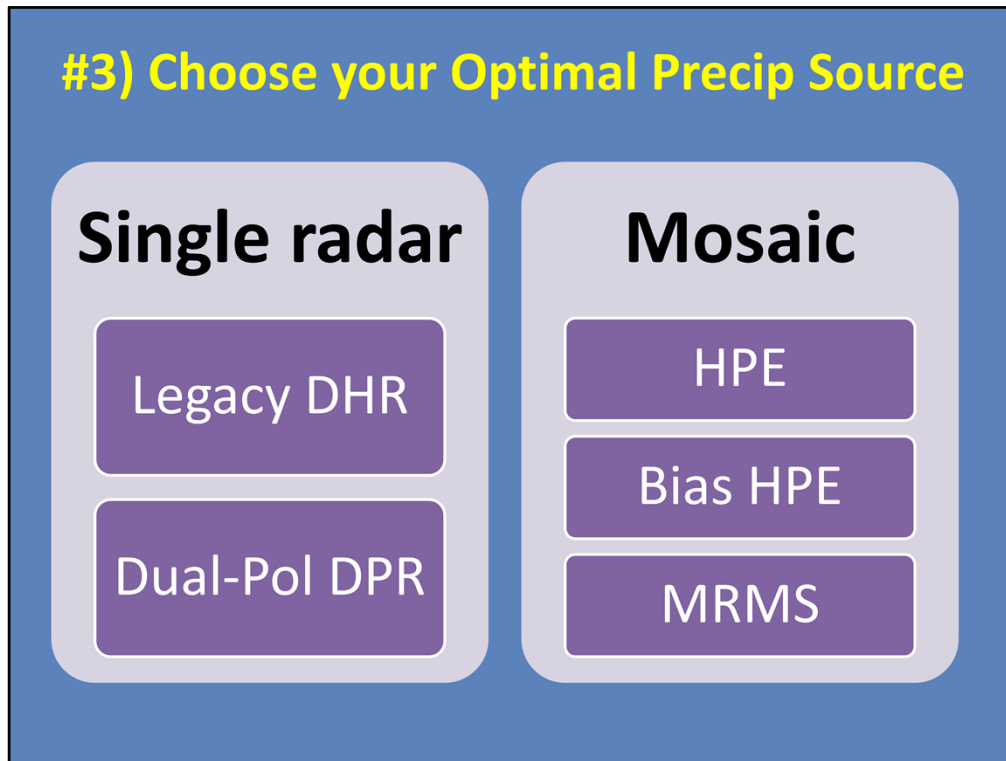 #3) Choose your Optimal Precip Source
Single radar
Legacy DHR
Dual-Pol DPR
Mosaic
HPE
Bias HPE
MRMS